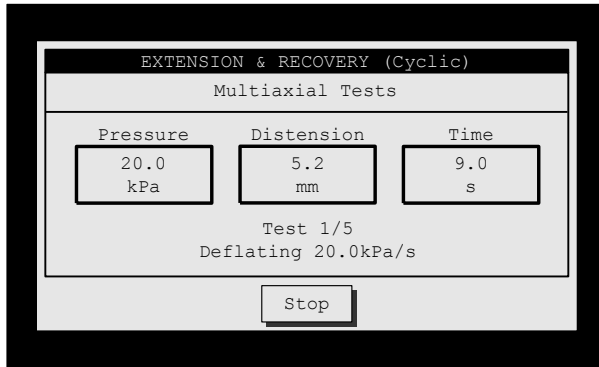 EXTENSION & RECOVERY (Cyclic)
Multiaxial Tests
Pressure Distension Time
20.0 5.2 9.0
kPa mm s
Test 1/5
Deflating 20.0kPa/s
Stop